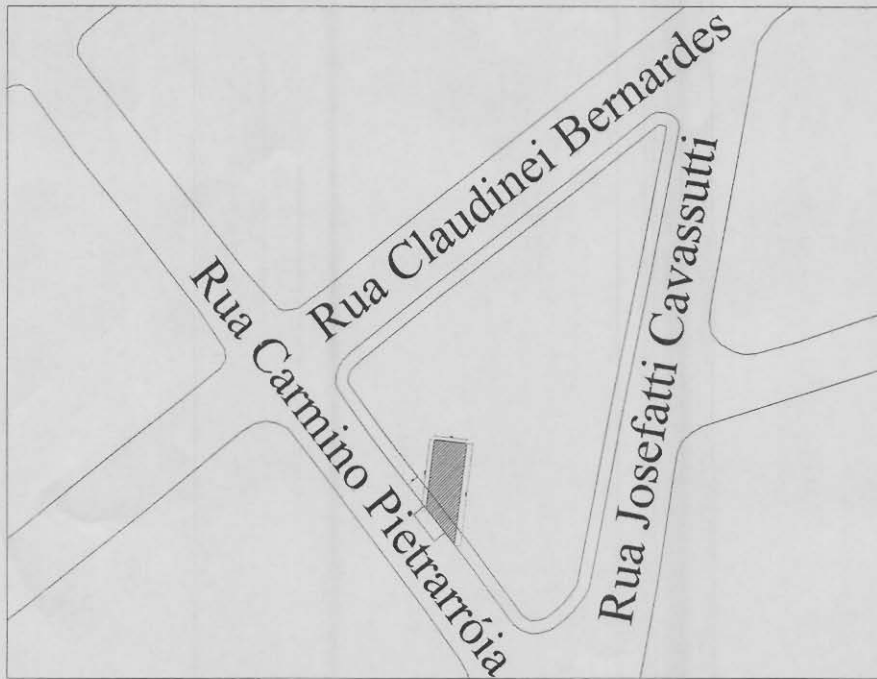 Rua Claudinei Bernardes
Rua Carmino Pietrarróia
Rua Josefatti Cavassutti